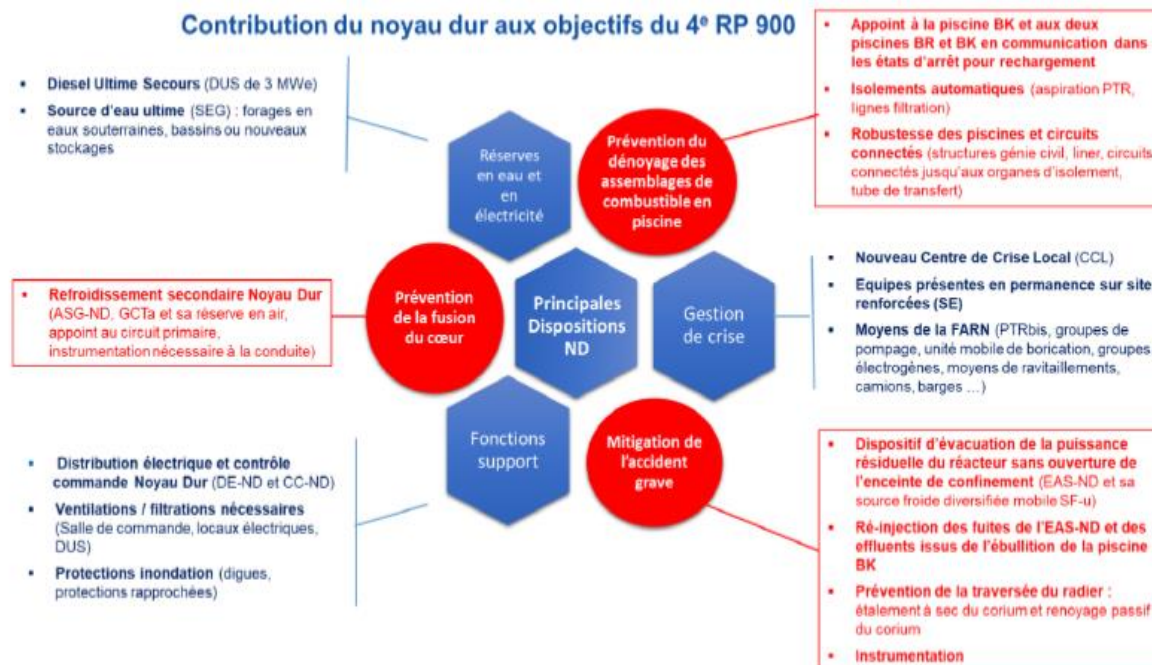 Contribution du noyau dur aux objectifs du 4e RP 900
▪ Diesel Ultime Secours (DUS de 3 MWe)
▪ Source d'eau ultime (SEG) : forages en
eaux souterraines, bassins ou nouveaux
stockages
Réserves
en eau et
en
électricité
Prévention du
dénoyage des
assemblages de
combustible en
piscine
▪ Appoint à la piscine BK et aux deux
piscines BR et BK en communication dans
les états d'arrêt pour rechargement
▪ Isolements automatiques (aspiration PTR,
lignes filtration)
▪ Robustesse des piscines et circuits
connectés (structures génie civil, liner, circuits
connectés jusqu'aux organes d'isolement,
tube de transfert)
▪ Refroidissement secondaire Noyau Dur
(ASG-ND, GCTa et sa réserve en air,
appoint au circuit primaire,
instrumentation nécessaire à la conduite)
Prévention
de la fusion
du cœur
Principales
Dispositions
ND
Gestion
de crise
▪ Nouveau Centre de Crise Local (CCL)
▪ Equipes présentes en permanence sur site
renforcées (SE)
▪ Moyens de la FARN (PTRbis, groupes de
pompage, unité mobile de borication, groupes
électrogènes, moyens de ravitaillements,
camions, barges …)
▪ Distribution électrique et contrôle
commande Noyau Dur (DE-ND et CC-ND)
▪ Ventilations / filtrations nécessaires
(Salle de commande, locaux électriques,
DUS)
▪ Protections inondation (digues,
protections rapprochées)
Fonctions
support
Mitigation de
l'accident
grave
▪ Dispositif d'évacuation de la puissance
résiduelle du réacteur sans ouverture de
l'enceinte de confinement (EAS-ND et sa
source froide diversifiée mobile SF-u)
▪ Ré-injection des fuites de l'EAS-ND et des
effluents issus de l'ébullition de la piscine
BK
▪ Prévention de la traversée du radier :
étalement à sec du corium et renoyage passif
du corium
▪ Instrumentation